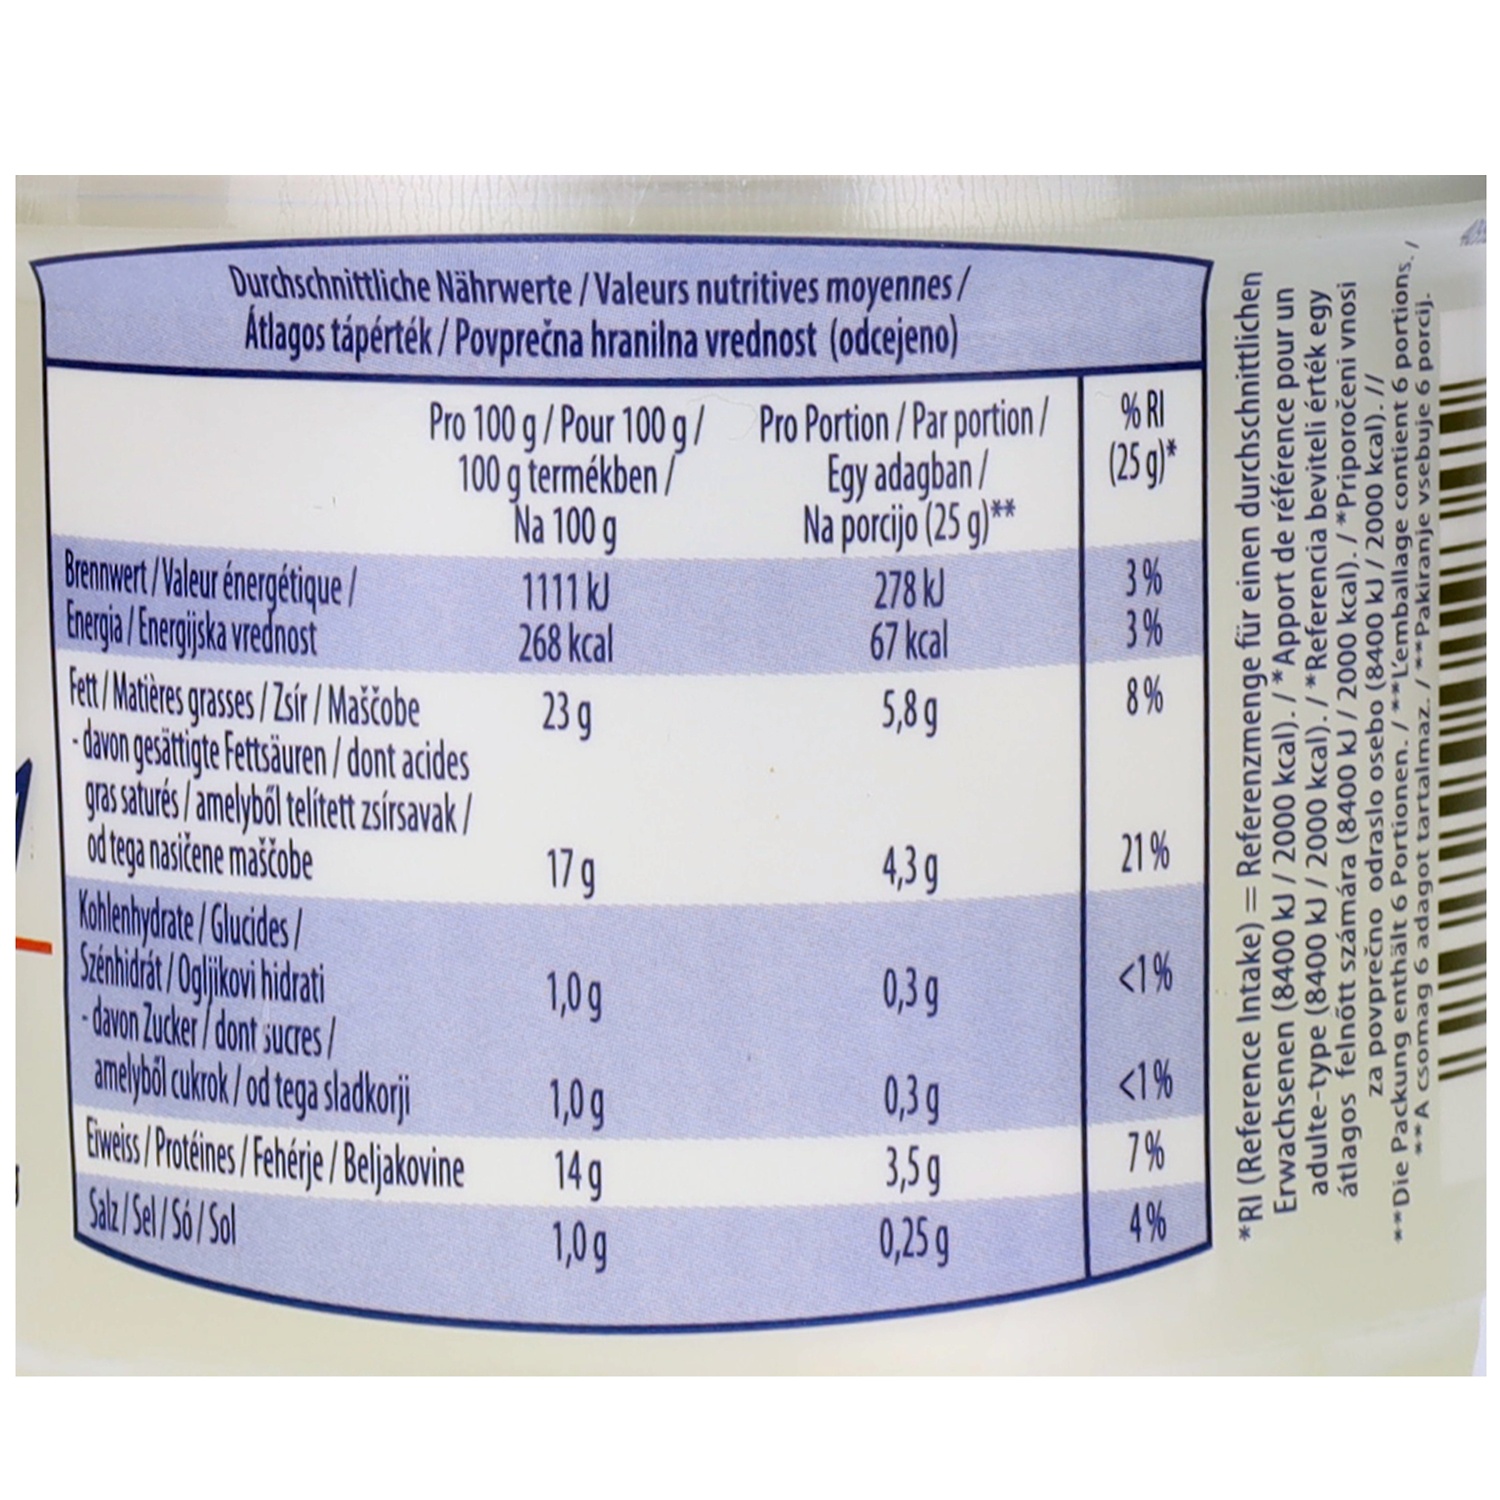 Durchschnittliche Nährwerte / Valeurs nutritives moyennes /
Átlagos tápérték / Povprečna hranilna vrednost (odcejeno)
Pro 100 g / Pour 100 g / Pro Portion / Par portion / % RI
100 g termékben / Egy adagban / (25 g)*
Na 100 g Na porcijo (25 g)**
Brennwert / Valeur énergétique / 1111 kJ 278 kJ 3%
Energia / Energijska vrednost 268 kcal 67 kcal 3%
Fett / Matières grasses / Zsír / Maščobe 23 g 5,8 g 8%
- davon gesättigte Fettsäuren / dont acides
gras saturés / amelyből telített zsírsavak /
od tega nasičene maščobe 17 g 4,3 g 21%
Kohlenhydrate / Glucides /
Szénhidrát / Ogljikovi hidrati 1,0 g 0,3 g <1%
- davon Zucker / dont sucres /
amelyből cukrok / od tega sladkorji 1,0 g 0,3 g <1%
Eiweiss / Protéines / Fehérje / Beljakovine 14 g 3,5 g 7%
Salz / Sel / Só / Sol 1,0 g 0,25 g 4%
*RI (Reference Intake) = Referenzmenge für einen durchschnittlichen
Erwachsenen (8400 kJ / 2000 kcal). / *Apport de référence pour un
adulte-type (8400 kJ / 2000 kcal). / *Referencia beviteli érték egy
átlagos felnőtt számára (8400 kJ / 2000 kcal). / *Priporočeni vnosi
za povprečno odraslo osebo (8400 kJ / 2000 kcal). //
**Die Packung enthält 6 Portionen. / **L'emballage contient 6 portions. /
**A csomag 6 adagot tartalmaz. / **Pakiranje vsebuje 6 porcij.